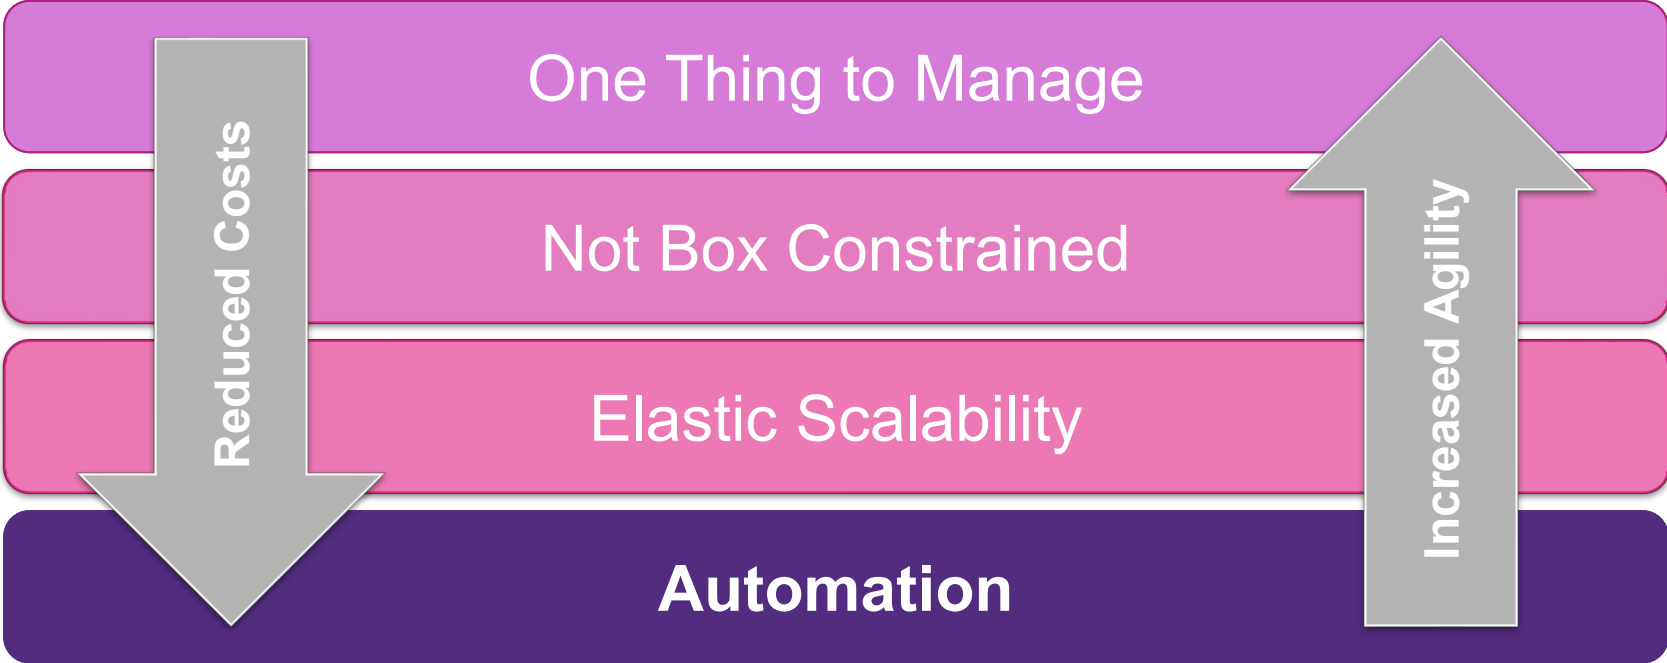 One Thing to Manage
Not Box Constrained
Elastic Scalability
Automation
Reduced Costs
Increased Agility